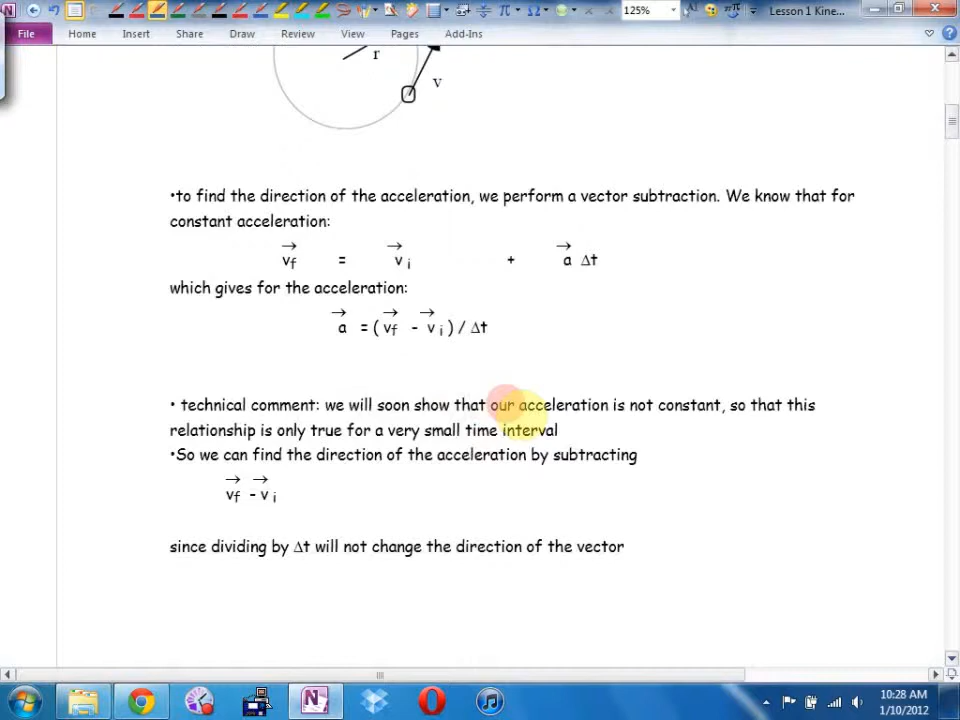 125%
Lesson 1 Kine...
File Home Insert Share Draw Review View Pages Add-Ins
r
v
•to find the direction of the acceleration, we perform a vector subtraction. We know that for
constant acceleration:
vf = v i + a Δt
which gives for the acceleration:
a = ( vf - v i ) / Δt
• technical comment: we will soon show that our acceleration is not constant, so that this
relationship is only true for a very small time interval
•So we can find the direction of the acceleration by subtracting
vf - v i
since dividing by Δt will not change the direction of the vector
10:28 AM
1/10/2012